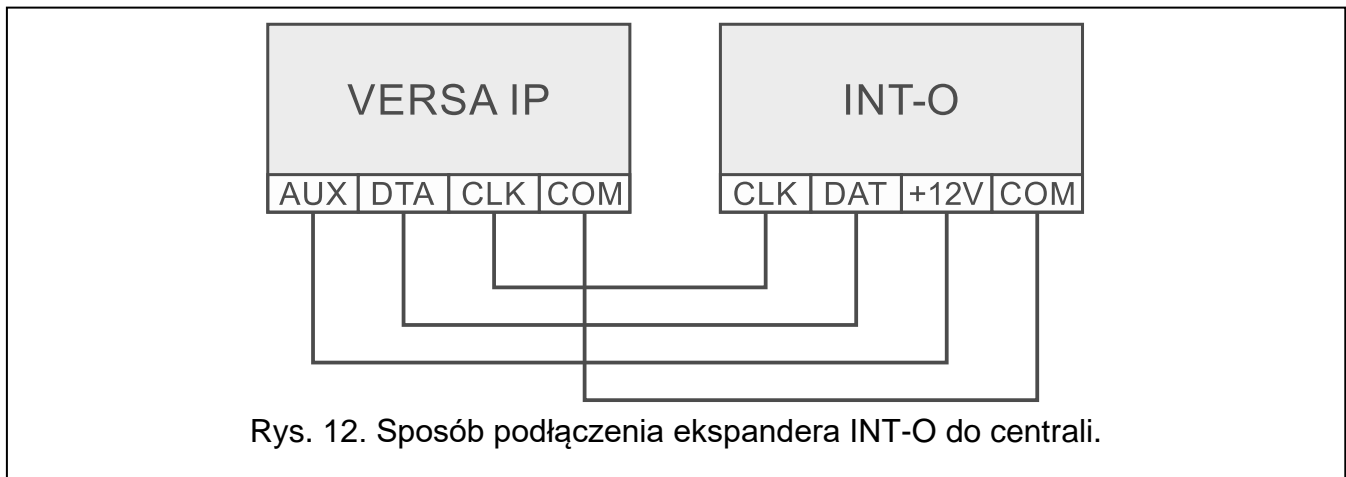 VERSA IP INT-O
AUX DTA CLK COM CLK DAT +12V COM
Rys. 12. Sposób podłączenia ekspandera INT-O do centrali.